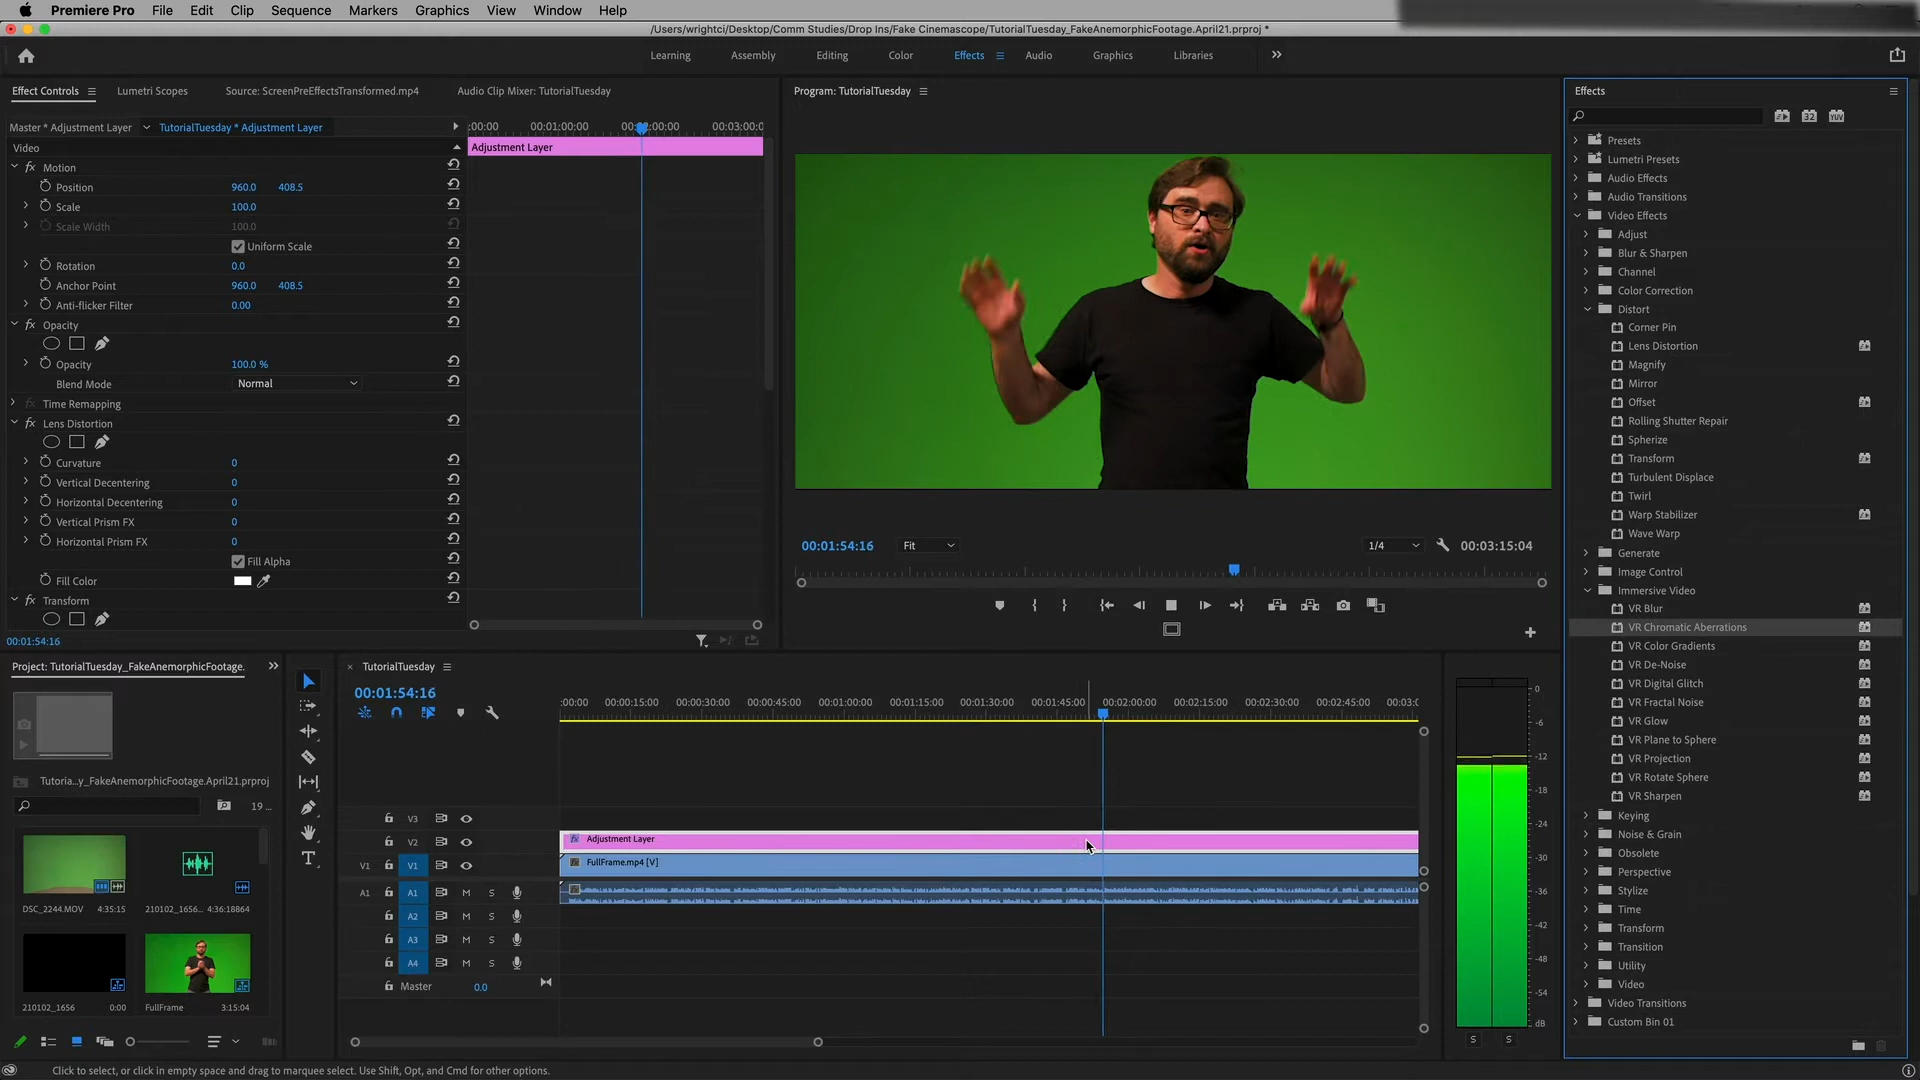 Premiere Pro File Edit Clip Sequence Markers Graphics View Window Help
/Users/wrightci/Desktop/Comm Studies/Drop Ins/Fake Cinemascope/TutorialTuesday_FakeAnemorphicFootage.April21.prproj *
Learning Assembly Editing Color Effects Audio Graphics Libraries
Effect Controls Lumetri Scopes Source: ScreenPreEffectsTransformed.mp4 Audio Clip Mixer: TutorialTuesday
Master * Adjustment Layer TutorialTuesday * Adjustment Layer
:00:00 00:01:00:00 00:02:00:00 00:03:00:0
Video
Adjustment Layer
fx Motion
Position 960.0 408.5
Scale 100.0
Scale Width 100.0
Uniform Scale
Rotation 0.0
Anchor Point 960.0 408.5
Anti-flicker Filter 0.00
fx Opacity
Opacity 100.0 %
Blend Mode Normal
fx Time Remapping
fx Lens Distortion
Curvature 0
Vertical Decentering 0
Horizontal Decentering 0
Vertical Prism FX 0
Horizontal Prism FX 0
Fill Alpha
Fill Color
fx Transform
00:01:54:16
Program: TutorialTuesday
00:01:54:16 Fit 1/4 00:03:15:04
Effects
32 YUV
Presets
Lumetri Presets
Audio Effects
Audio Transitions
Video Effects
Adjust
Blur & Sharpen
Channel
Color Correction
Distort
Corner Pin
Lens Distortion
Magnify
Mirror
Offset
Rolling Shutter Repair
Spherize
Transform
Turbulent Displace
Twirl
Warp Stabilizer
Wave Warp
Generate
Image Control
Immersive Video
VR Blur
VR Chromatic Aberrations
VR Color Gradients
VR De-Noise
VR Digital Glitch
VR Fractal Noise
VR Glow
VR Plane to Sphere
VR Projection
VR Rotate Sphere
VR Sharpen
Keying
Noise & Grain
Obsolete
Perspective
Stylize
Time
Transform
Transition
Utility
Video
Video Transitions
Custom Bin 01
Project: TutorialTuesday_FakeAnemorphicFootage.
Tutoria...y_FakeAnemorphicFootage.April21.prproj
19 ...
DSC_2244.MOV 4:35:15
210102_1656... 4:36:18864
210102_1656 0:00
FullFrame 3:15:04
TutorialTuesday
00:01:54:16
:00:00 00:00:15:00 00:00:30:00 00:00:45:00 00:01:00:00 00:01:15:00 00:01:30:00 00:01:45:00 00:02:00:00 00:02:15:00 00:02:30:00 00:02:45:00 00:03:0
V3
V2 fx Adjustment Layer
V1 V1 fx FullFrame.mp4 [V]
A1 A1 M S
A2 M S
A3 M S
A4 M S
Master 0.0
0
-6
-12
-18
-24
-30
-36
-42
-48
-54
dB
S S
Click to select, or click in empty space and drag to marquee select. Use Shift, Opt, and Cmd for other options.